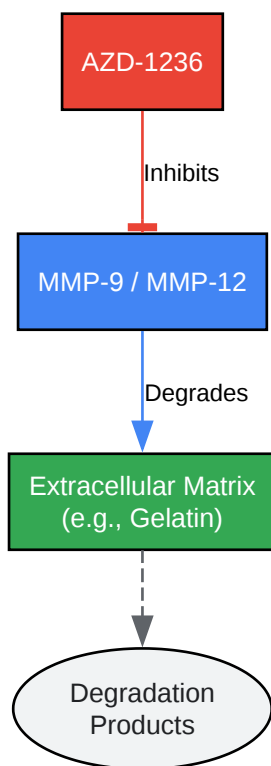 AZD-1236
Inhibits
MMP-9 / MMP-12
Degrades
Extracellular Matrix
(e.g., Gelatin)
Degradation
Products